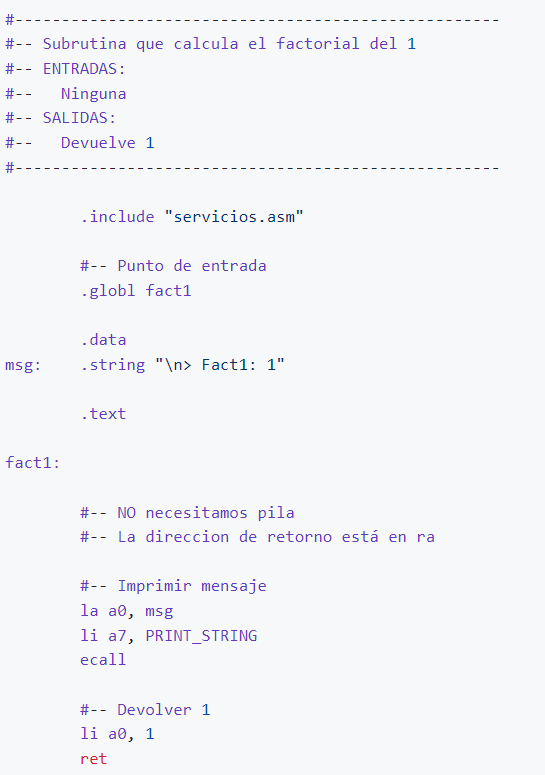 #----------------------------------------------------
#-- Subrutina que calcula el factorial del 1
#-- ENTRADAS:
#--   Ninguna
#-- SALIDAS:
#--   Devuelve 1
#----------------------------------------------------
        .include "servicios.asm"
        #-- Punto de entrada
        .globl fact1
        .data
msg:    .string "\n> Fact1: 1"
        .text
fact1:
        #-- NO necesitamos pila
        #-- La direccion de retorno está en ra
        #-- Imprimir mensaje
        la a0, msg
        li a7, PRINT_STRING
        ecall
        #-- Devolver 1
        li a0, 1
        ret